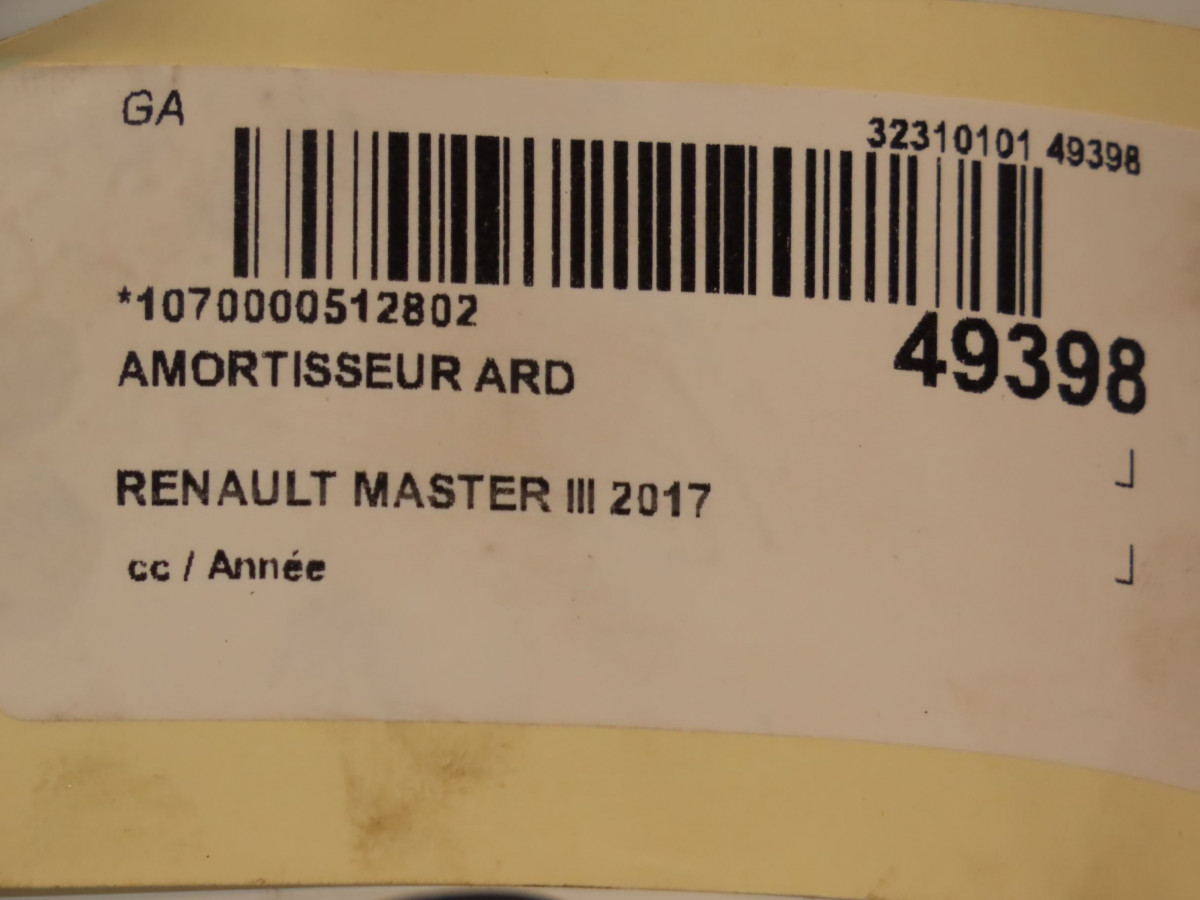 GA
32310101 49398
*1070000512802
49398
AMORTISSEUR ARD
RENAULT MASTER III 2017
cc / Année